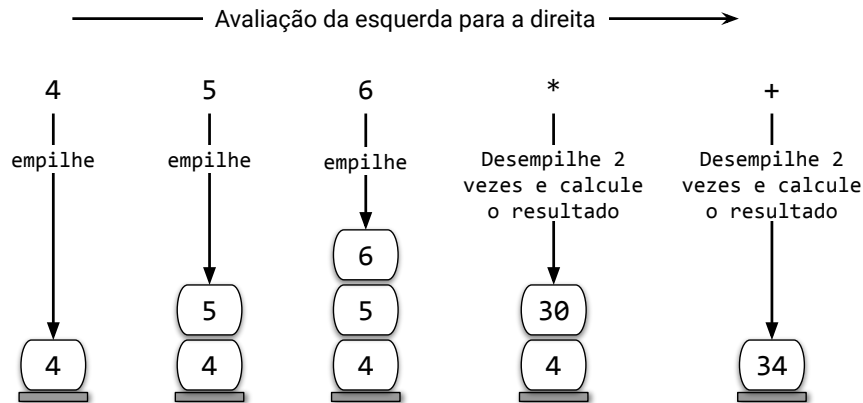 Avaliação da esquerda para a direita
4 5 6 * +
empilhe empilhe empilhe Desempilhe 2 Desempilhe 2
vezes e calcule vezes e calcule
o resultado o resultado
6
5 5 30
4 4 4 4 34